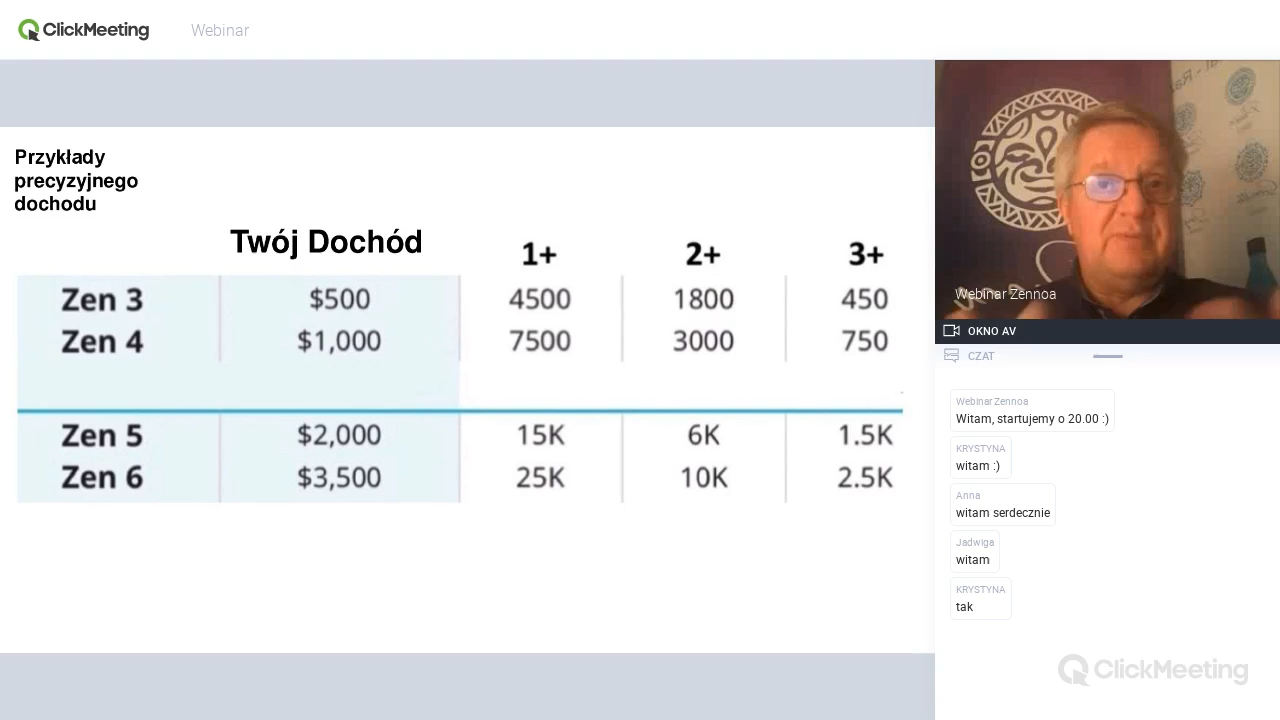 ClickMeeting
Webinar
Przykłady
precyzyjnego
dochodu
Twój Dochód 1+ 2+ 3+
Zen 3 $500 4500 1800 450
Zen 4 $1,000 7500 3000 750
Zen 5 $2,000 15K 6K 1.5K
Zen 6 $3,500 25K 10K 2.5K
Webinar Zennoa
OKNO AV
CZAT
Webinar Zennoa
Witam, startujemy o 20.00 :)
KRYSTYNA
witam :)
Anna
witam serdecznie
Jadwiga
witam
KRYSTYNA
tak
ClickMeeting